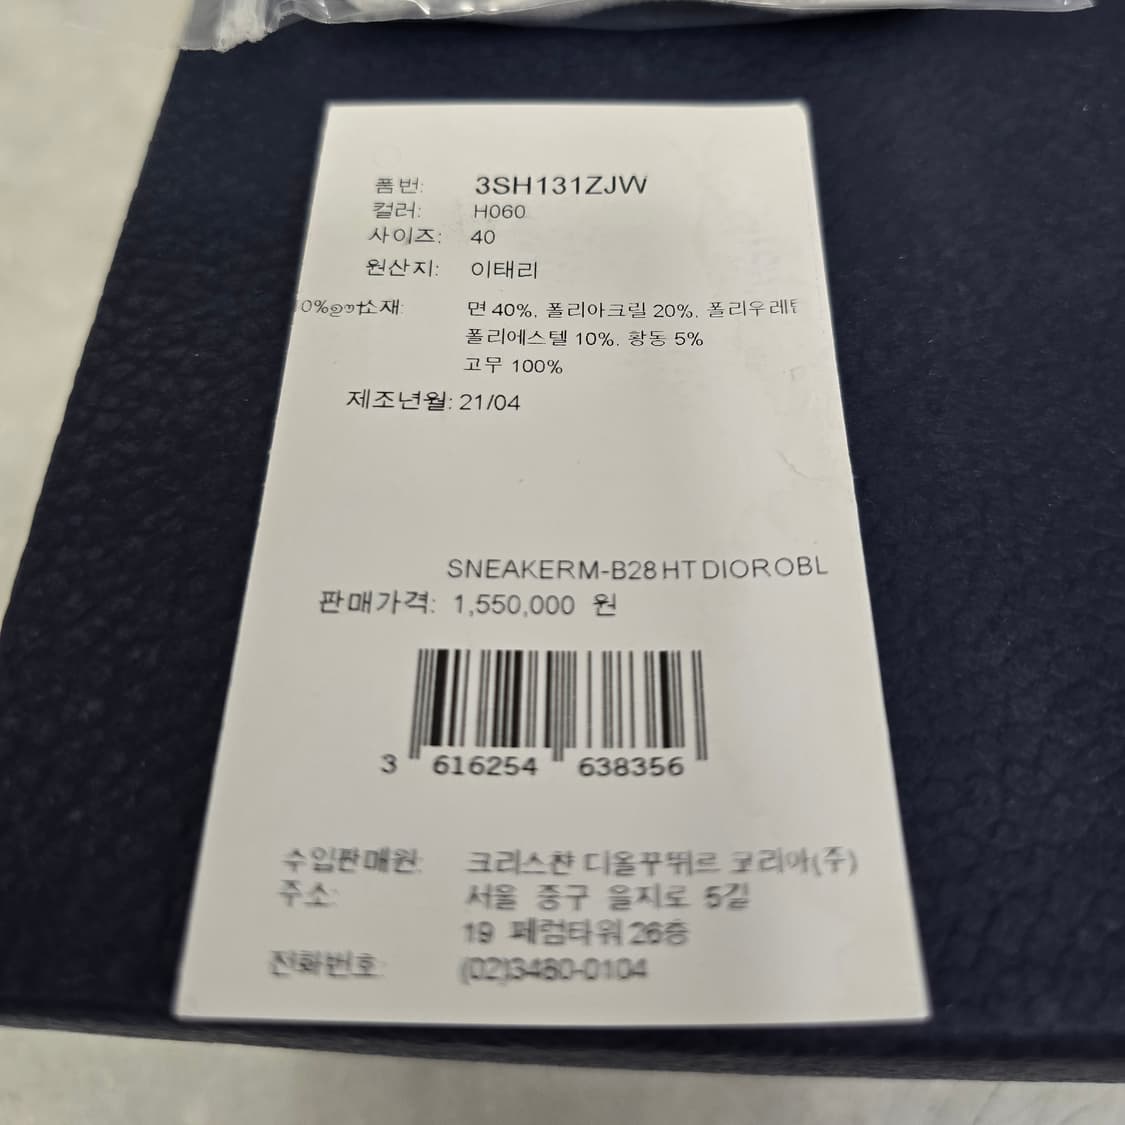 품번: 3SH131ZJW
컬러: H060
사이즈: 40
원산지: 이태리
소재: 면 40%, 폴리아크릴 20%, 폴리우레
폴리에스텔 10%, 황동 5%
고무 100%
제조년월: 21/04
SNEAKERM-B28 HT DIOROBL
판매가격: 1,550,000 원
3 616254 638356
수입판매원: 크리스챤 디올꾸뛰르 코리아(주)
주소: 서울 중구 을지로 5길
19 페럼타워 26층
전화번호: (02)3480-0104